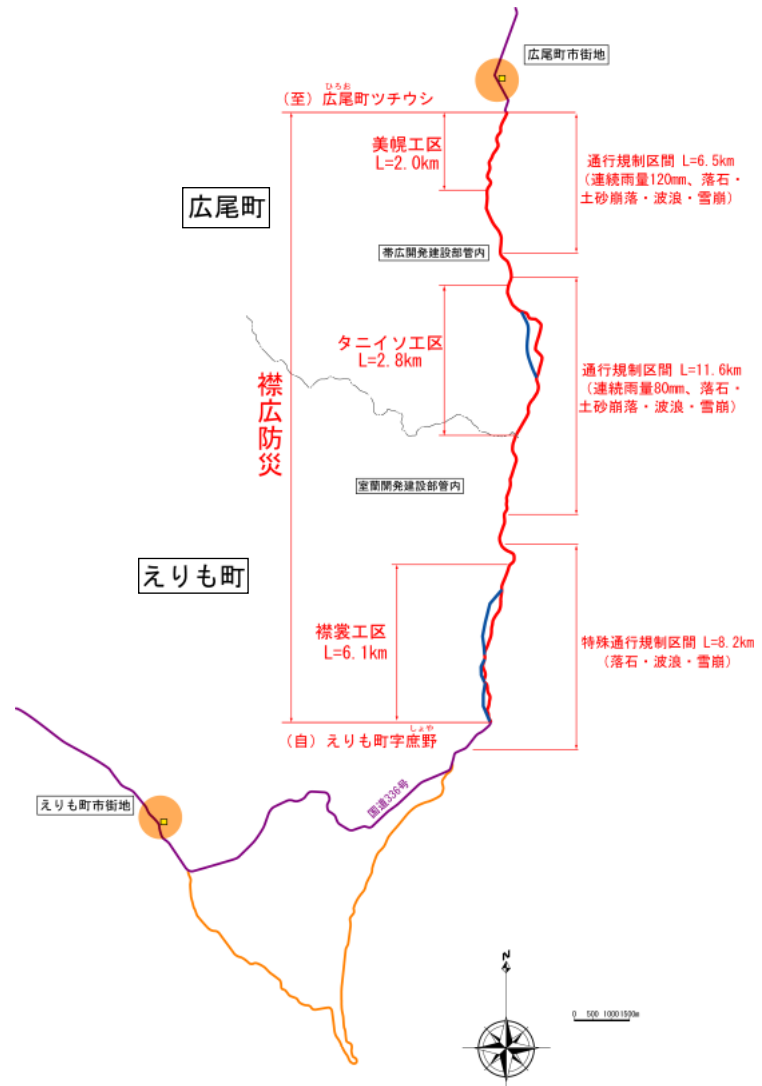 広尾町市街地
ひろお
(至)広尾町ツチウシ
美幌工区
L=2.0km
通行規制区間 L=6.5km
(連続雨量120mm、落石・
土砂崩落・波浪・雪崩)
広尾町
帯広開発建設部管内
タニイソ工区
L=2.8km
襟広防災
通行規制区間 L=11.6km
(連続雨量80mm、落石・
土砂崩落・波浪・雪崩)
室蘭開発建設部管内
えりも町
襟裳工区
L=6.1km
特殊通行規制区間 L=8.2km
(落石・波浪・雪崩)
しょや
(自)えりも町字庶野
国道336号
えりも町市街地
N
0 500 1000 1500m